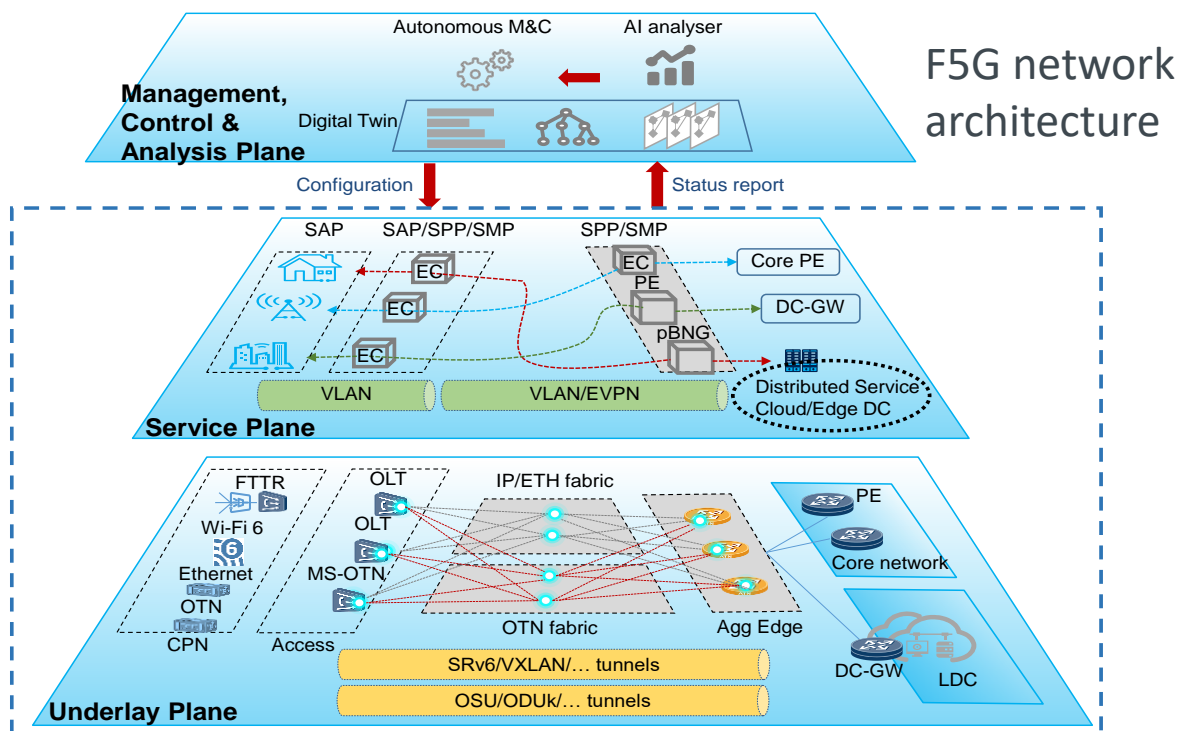 F5G network
architecture
Autonomous M&C
AI analyser
Management,
Control &
Analysis Plane
Digital Twin
Configuration
Status report
SAP
SAP/SPP/SMP
SPP/SMP
EC
EC
Core PE
PE
EC
DC-GW
pBNG
EC
VLAN
VLAN/EVPN
Distributed Service
Cloud/Edge DC
Service Plane
FTTR
OLT
IP/ETH fabric
PE
Wi-Fi 6
OLT
6
Core network
Ethernet
MS-OTN
OTN
CPN
Access
OTN fabric
Agg Edge
SRv6/VXLAN/… tunnels
DC-GW
LDC
OSU/ODUk/… tunnels
Underlay Plane